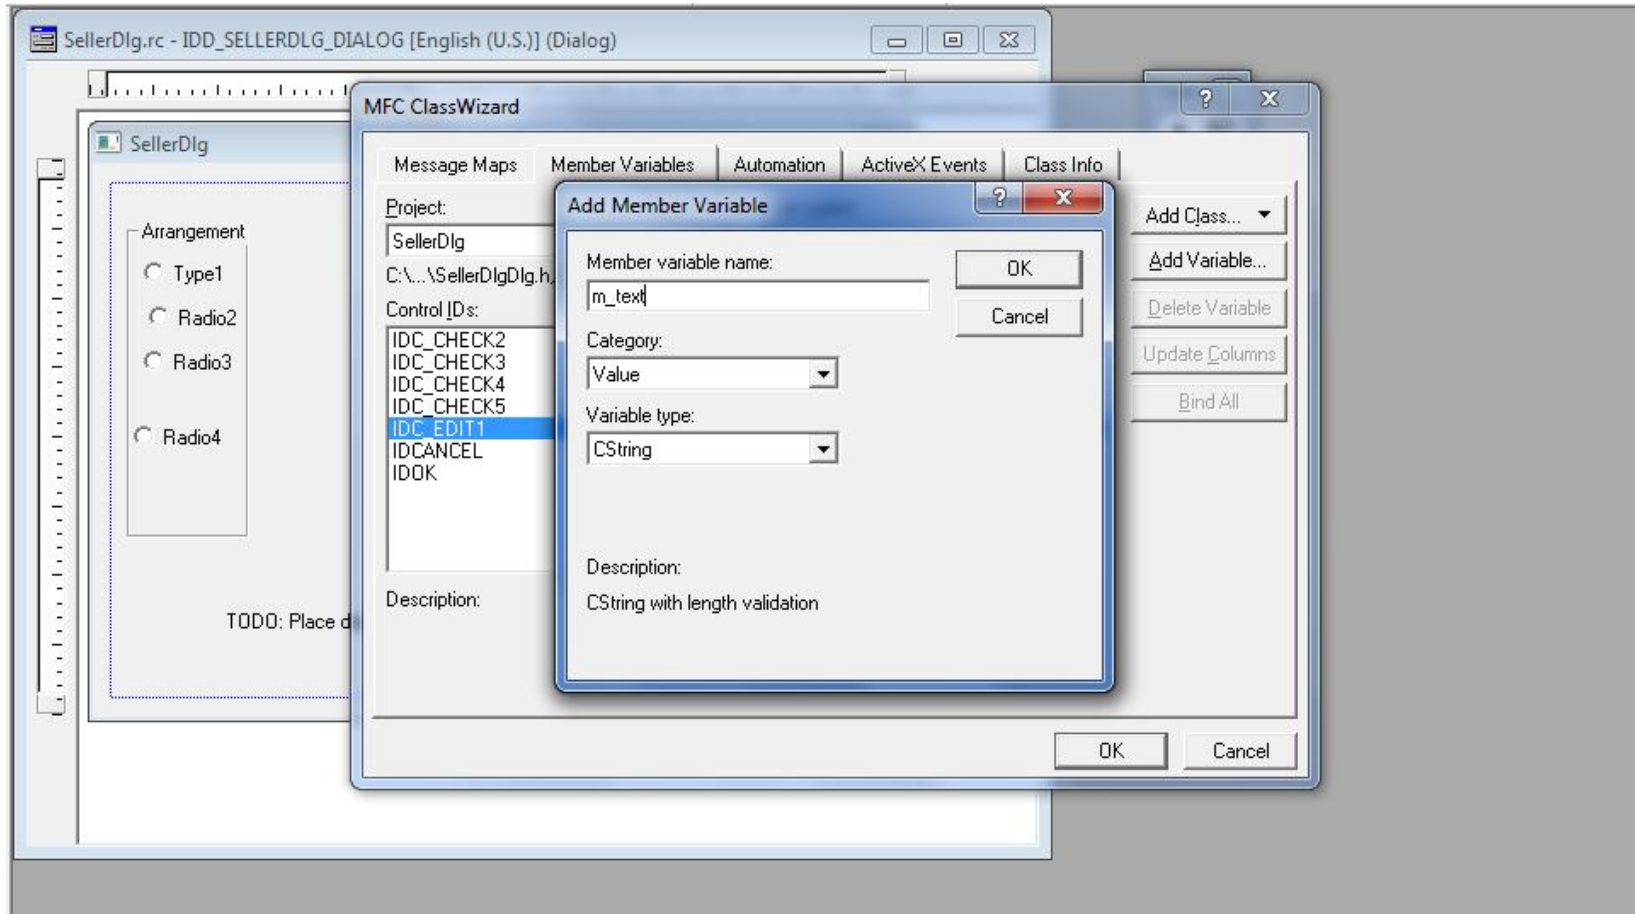 SellerDlg.rc - IDD_SELLERDLG_DIALOG [English (U.S.)] (Dialog)
SellerDlg
Arrangement
Type1
Radio2
Radio3
Radio4
TODO: Place d
MFC ClassWizard
Message Maps
Member Variables
Automation
ActiveX Events
Class Info
Project:
SellerDlg
C:\...\SellerDlgDlg.h,
Control IDs:
IDC_CHECK2
IDC_CHECK3
IDC_CHECK4
IDC_CHECK5
IDC_EDIT1
IDCANCEL
IDOK
Description:
Add Class...
Add Variable...
Delete Variable
Update Columns
Bind All
OK
Cancel
Add Member Variable
Member variable name:
m_text
Category:
Value
Variable type:
CString
Description:
CString with length validation
OK
Cancel